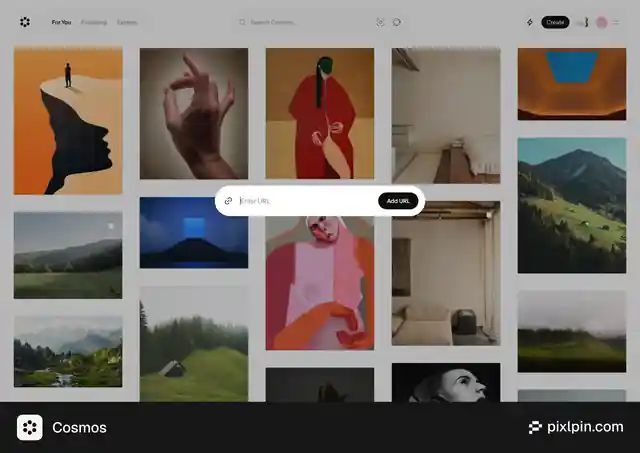 For You Following Explore
Search Cosmos...
Create
Enter URL
Add URL
Cosmos
pixlpin.com